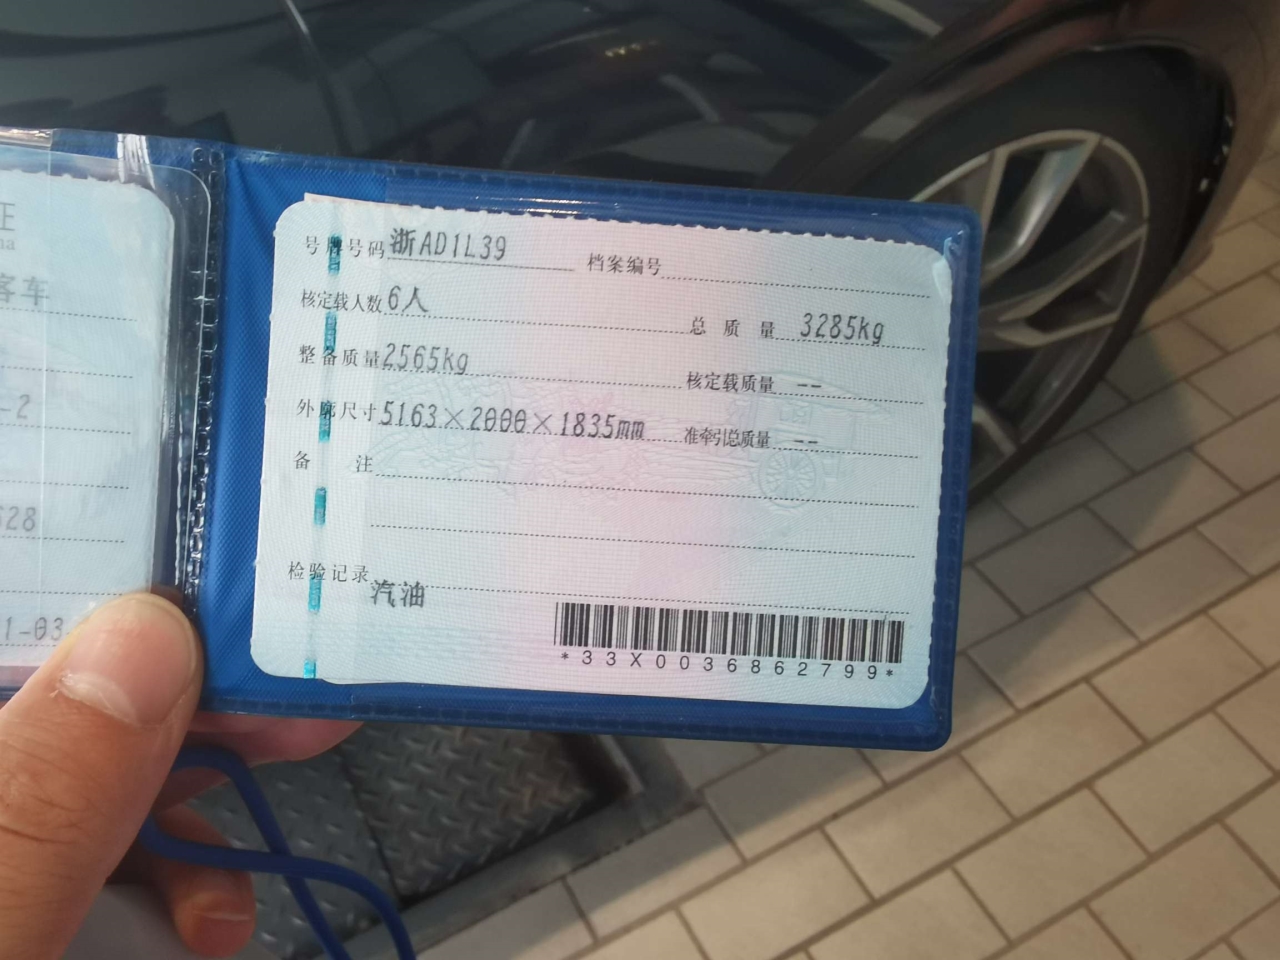 证
na
客车
-2
628
1-03-
号牌号码 浙AD1L39 档案编号
核定载人数 6人 总质量 3285kg
整备质量 2565kg 核定载质量 --
外廓尺寸 5163×2000×1835mm 准牵引总质量 --
备注
检验记录 汽油
*33X0036862799*